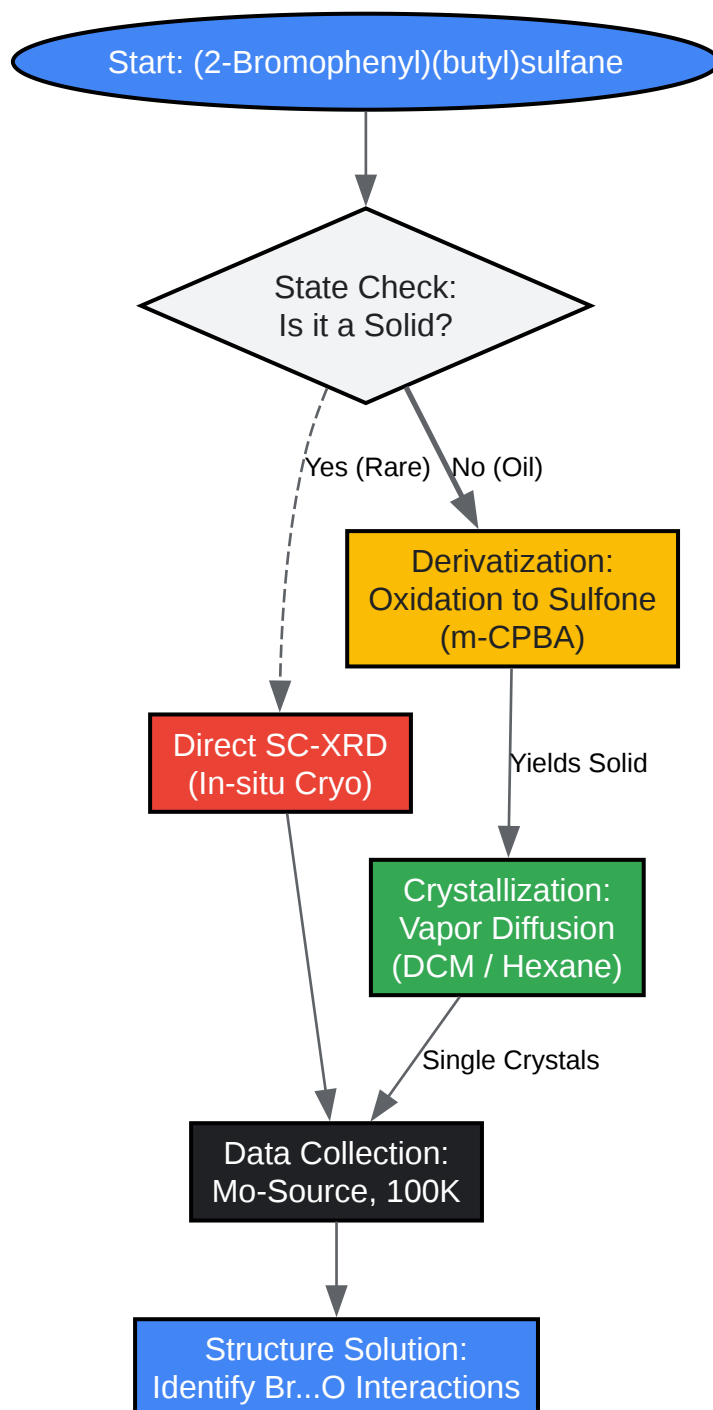 Start: (2-Bromophenyl)(butyl)sulfane
State Check:
Is it a Solid?
Yes (Rare)
No (Oil)
Derivatization:
Oxidation to Sulfone
(m-CPBA)
Direct SC-XRD
(In-situ Cryo)
Yields Solid
Crystallization:
Vapor Diffusion
(DCM / Hexane)
Single Crystals
Data Collection:
Mo-Source, 100K
Structure Solution:
Identify Br...O Interactions